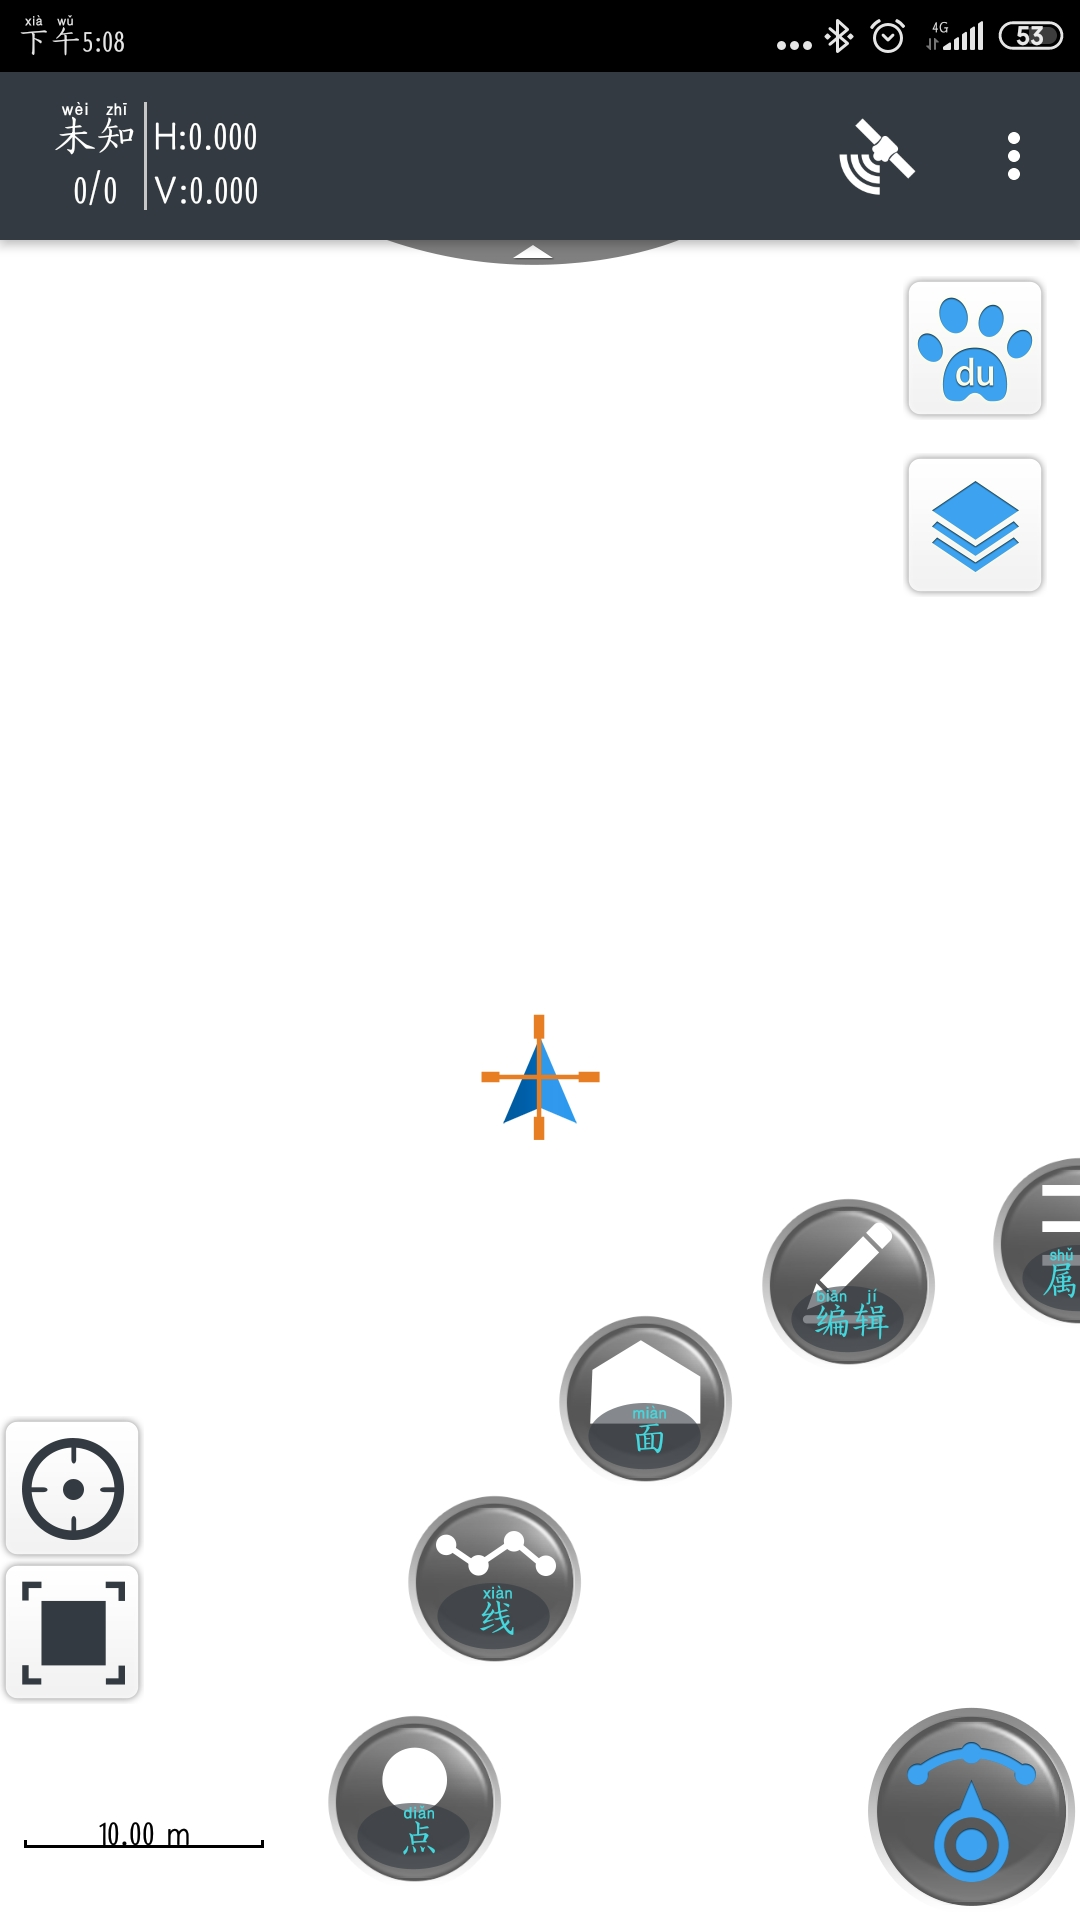 xià wǔ
下午5:08
4G
53
wèi zhī
未知
H:0.000
0/0
V:0.000
du
shǔ
属
biān jí
编辑
miàn
面
xiàn
线
diǎn
点
10.00 m